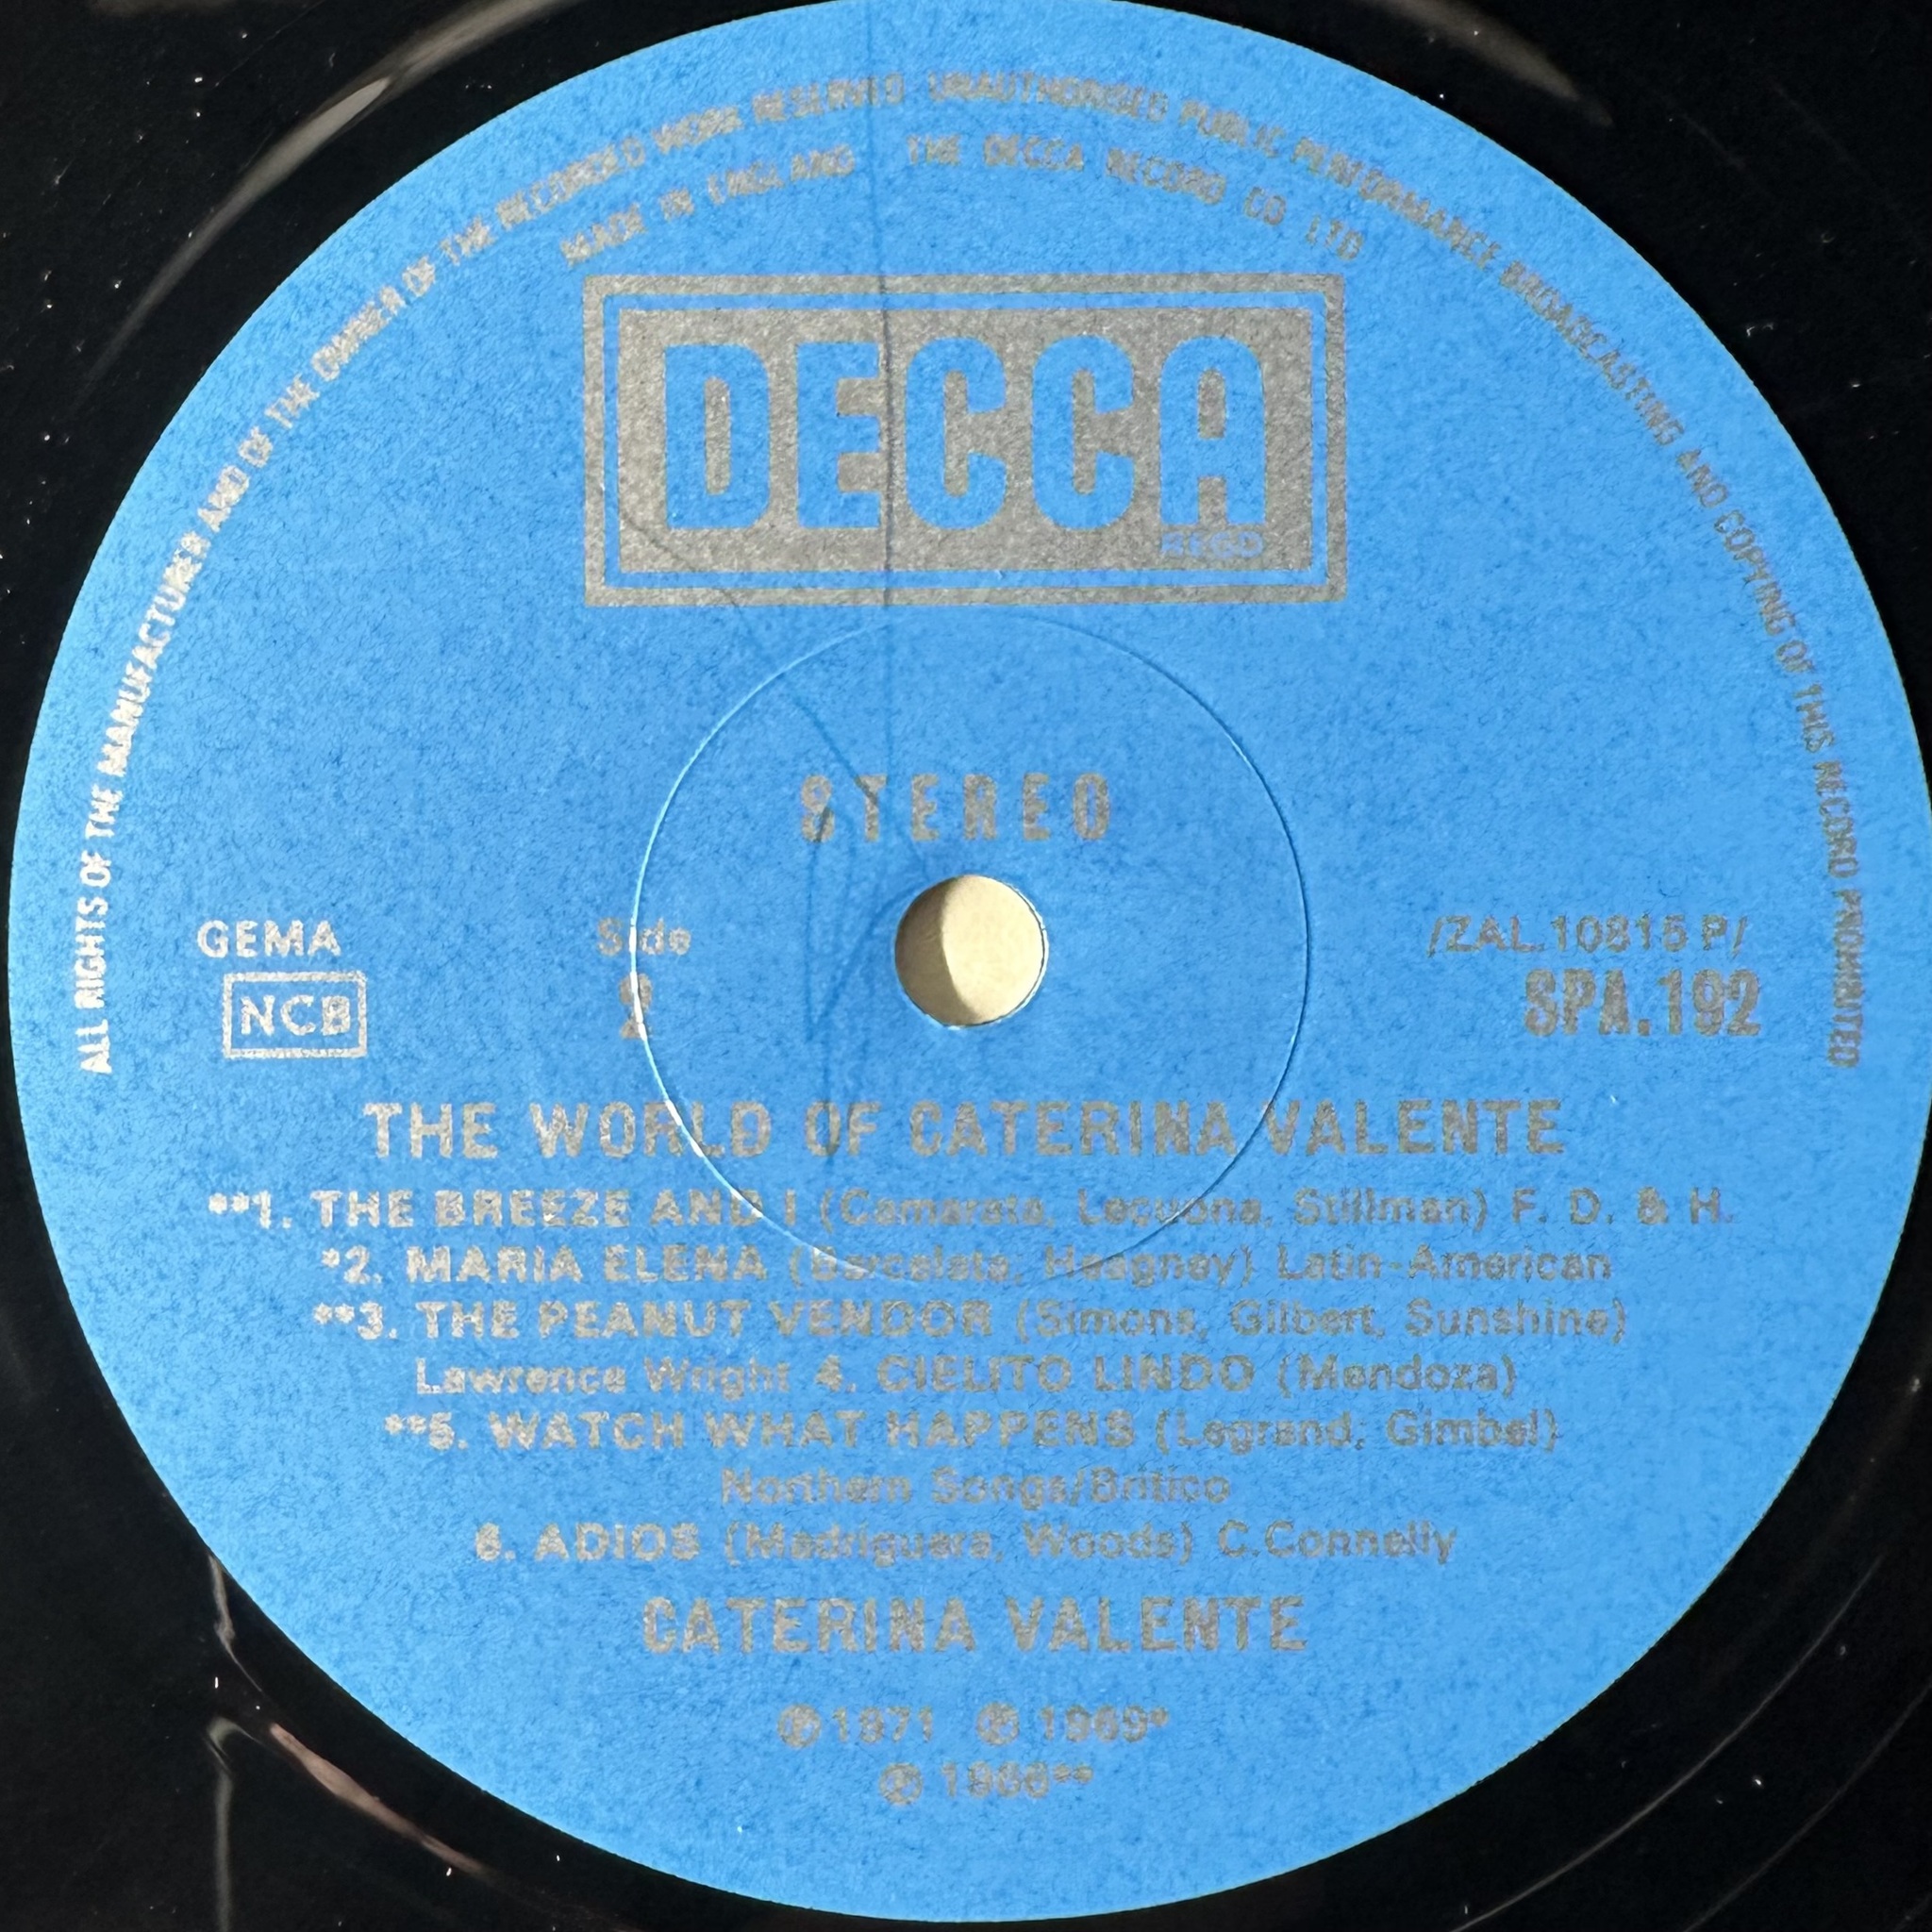 ALL RIGHTS OF THE MANUFACTURER AND OF THE OWNER OF THE RECORDED WORK RESERVED UNAUTHORISED PUBLIC PERFORMANCE BROADCASTING AND COPYING OF THIS RECORD PROHIBITED
MADE IN ENGLAND THE DECCA RECORD CO LTD
DECCA
REGD
STEREO
GEMA
NCB
Side
2
/ZAL.10815 P/
SPA.192
THE WORLD OF CATERINA VALENTE
**1. THE BREEZE AND I (Camarata, Lecuona, Stillman) F. D. & H.
*2. MARIA ELENA (Barcelata, Heagney) Latin-American
**3. THE PEANUT VENDOR (Simons, Gilbert, Sunshine)
Lawrence Wright 4. CIELITO LINDO (Mendoza)
**5. WATCH WHAT HAPPENS (Legrand; Gimbel)
Northern Songs/Britico
6. ADIOS (Madriguera, Woods) C.Connelly
CATERINA VALENTE
℗1971 ℗ 1969*
℗ 1966**